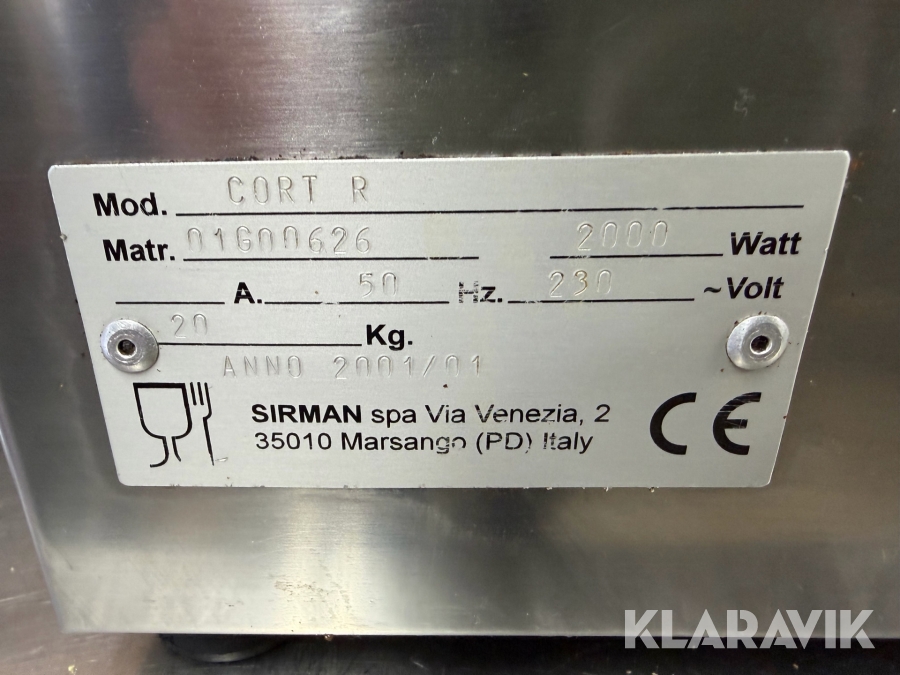 Mod. CORT R
Matr. 01G00626 2000 Watt
A. 50 Hz. 230 ~Volt
20 Kg.
ANNO 2001/01
SIRMAN spa Via Venezia, 2
35010 Marsango (PD) Italy
CE
KLARAVIK